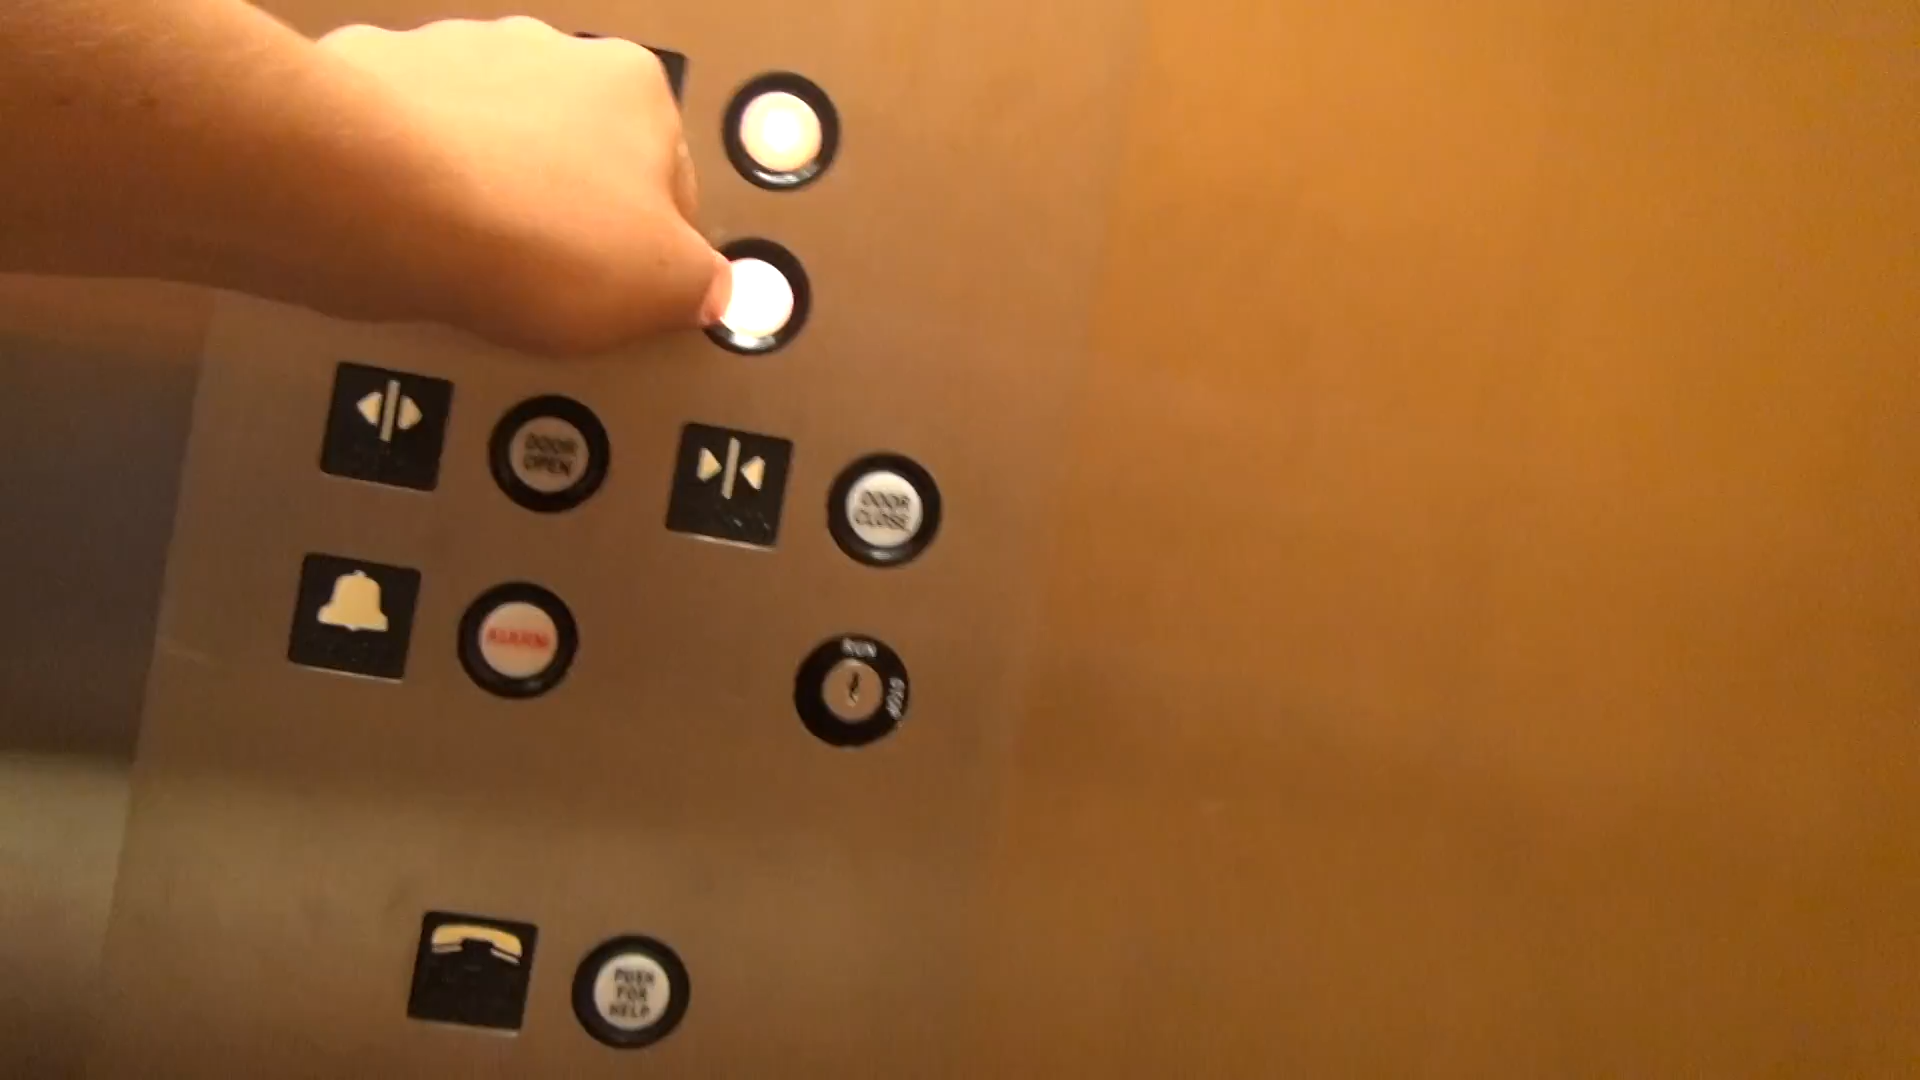 DOOR
OPEN
DOOR
CLOSE
ALARM
RUN
STOP
PUSH
FOR
HELP